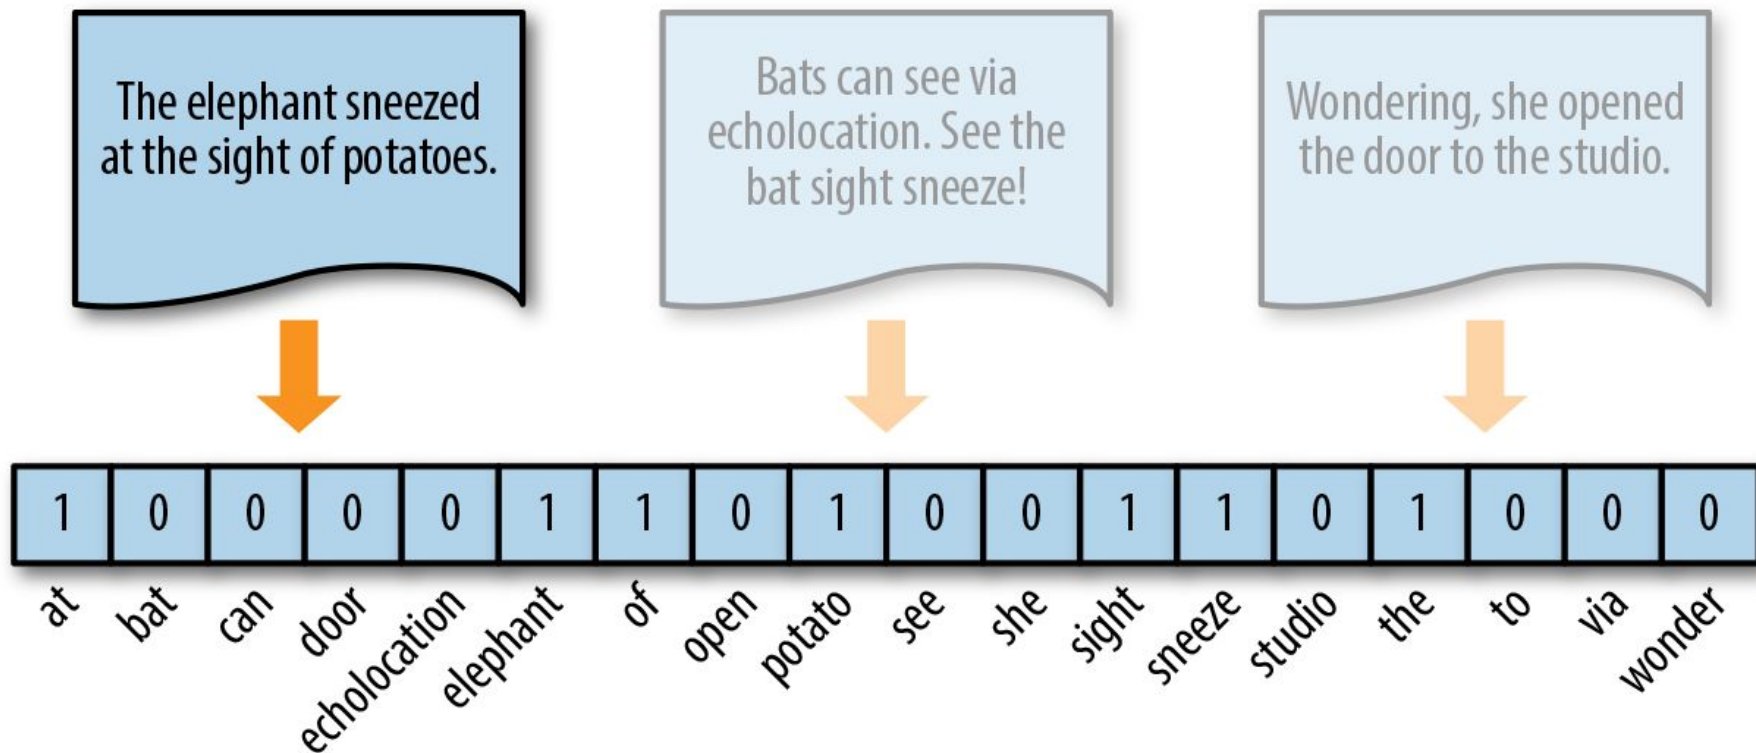 The elephant sneezed
at the sight of potatoes.
Bats can see via
echolocation. See the
bat sight sneeze!
Wondering, she opened
the door to the studio.
1 0 0 0 0 1 1 0 1 0 0 1 1 0 1 0 0 0
at bat can door echolocation elephant of open potato see she sight sneeze studio the to via wonder